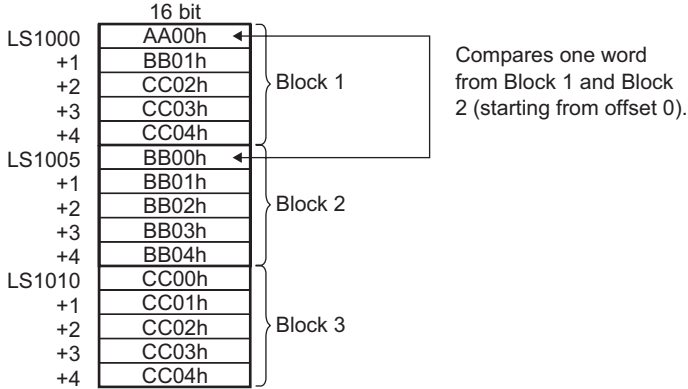 16 bit
LS1000 AA00h
+1 BB01h
+2 CC02h Block 1
+3 CC03h
+4 CC04h
LS1005 BB00h
+1 BB01h
+2 BB02h Block 2
+3 BB03h
+4 BB04h
LS1010 CC00h
+1 CC01h
+2 CC02h Block 3
+3 CC03h
+4 CC04h
Compares one word
from Block 1 and Block
2 (starting from offset 0).